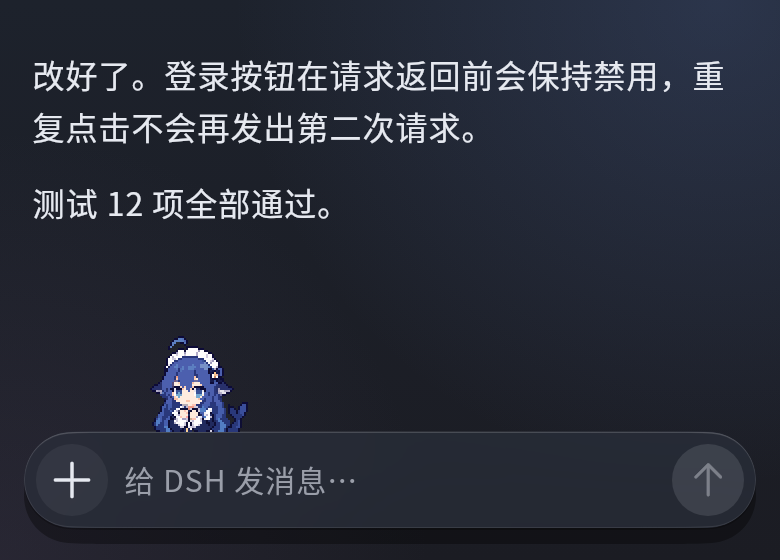 改好了。登录按钮在请求返回前会保持禁用，重
复点击不会再发出第二次请求。
测试 12 项全部通过。
给 DSH 发消息…